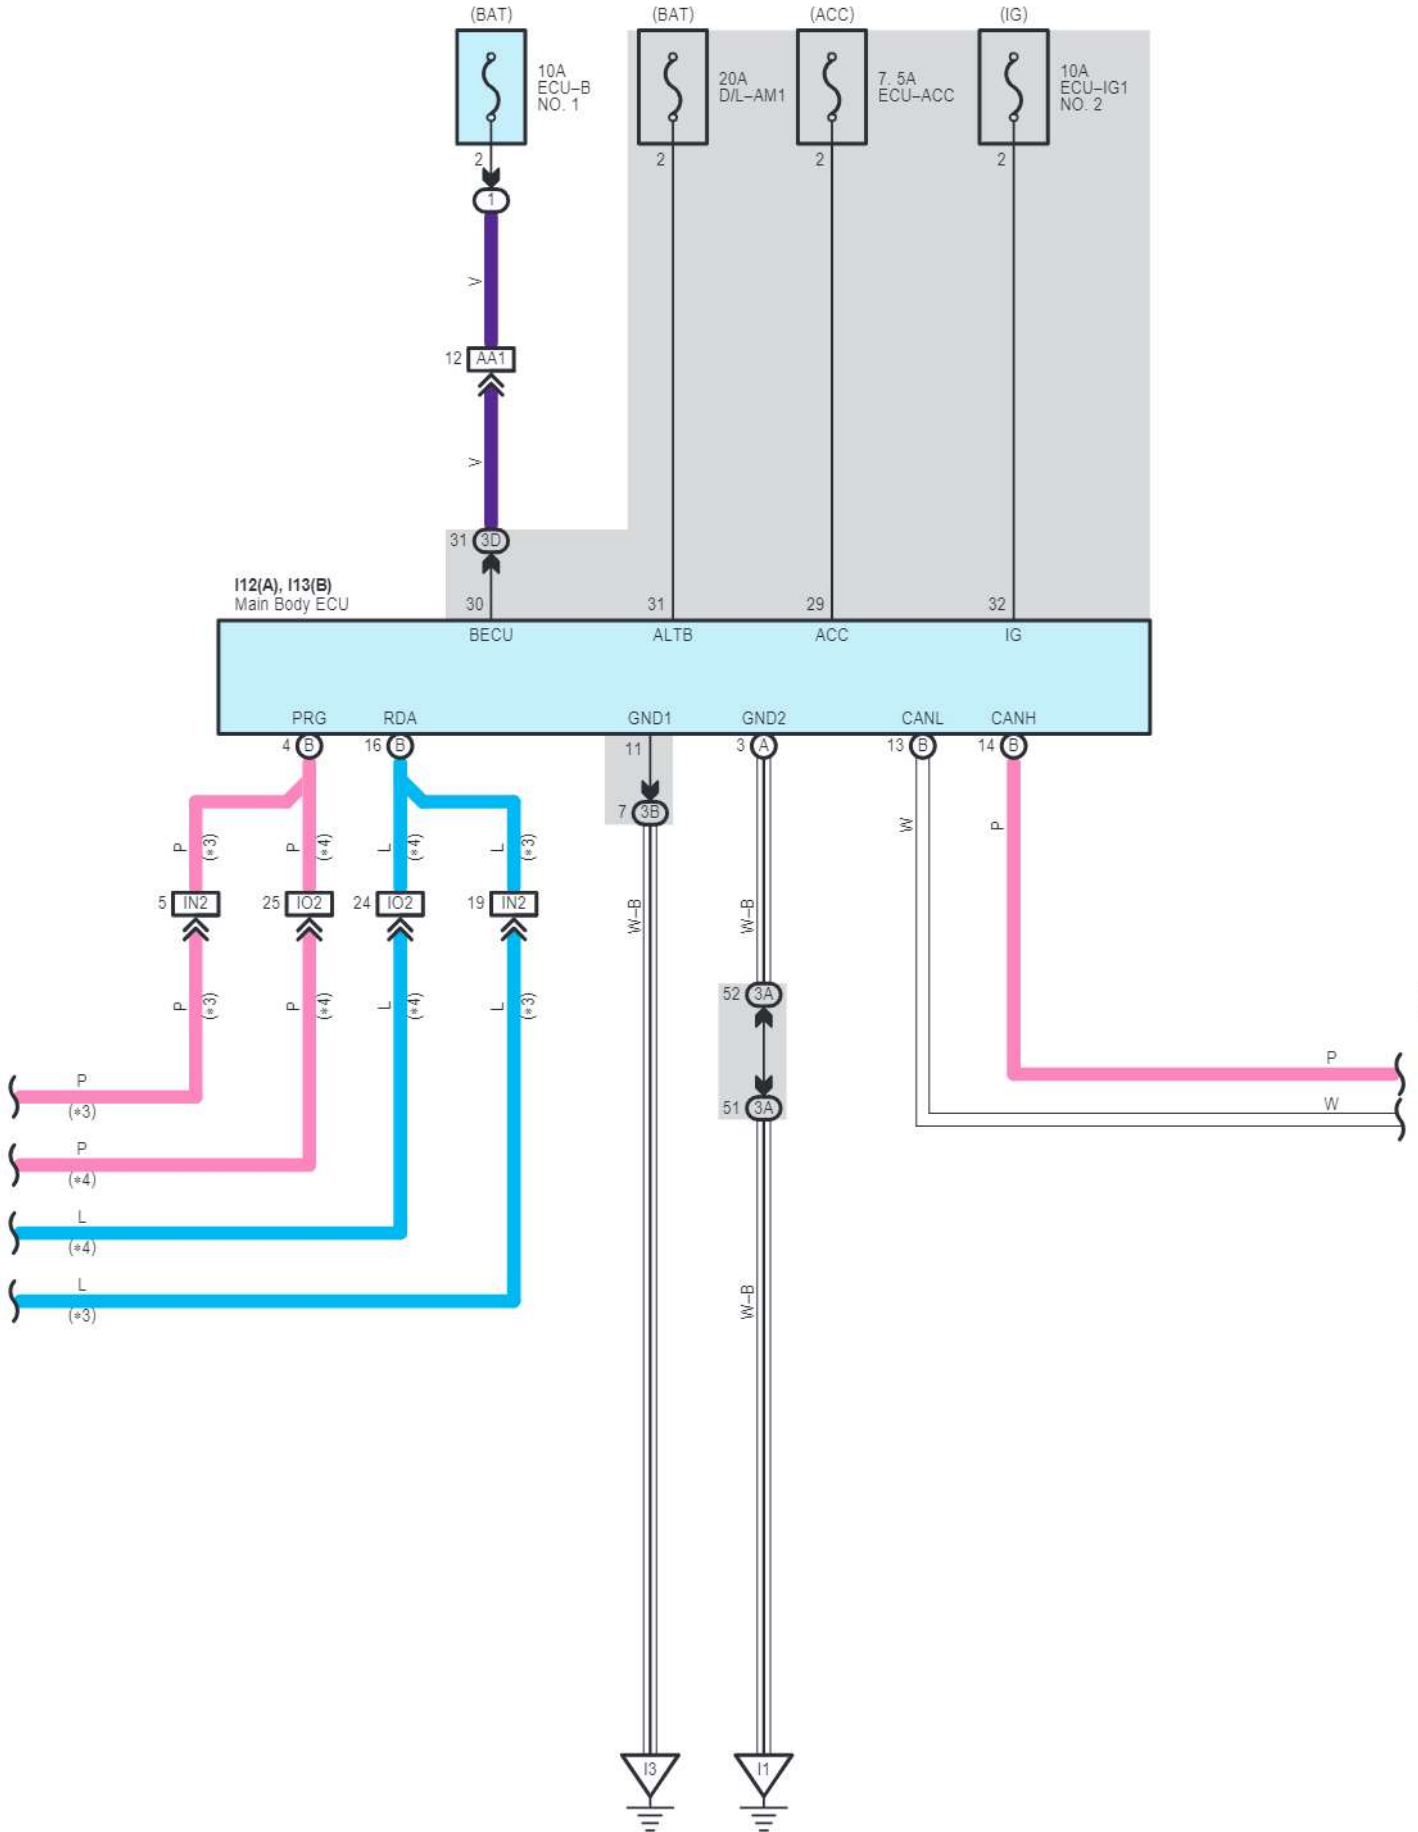 (BAT) (BAT) (ACC) (IG)
10A
ECU–B
NO. 1
20A
D/L–AM1
7. 5A
ECU–ACC
10A
ECU–IG1
NO. 2
2 2 2 2
1
V
12 AA1
V
31 3D
I12(A), I13(B)
Main Body ECU
30 31 29 32
BECU ALTB ACC IG
PRG RDA GND1 GND2 CANL CANH
4 B 16 B 11 3 A 13 B 14 B
7 3B
P (*3) P (*4) L (*4) L (*3) W P
5 IN2 25 IO2 24 IO2 19 IN2
W–B W–B
52 3A
P (*3) P (*4) L (*4) L (*3)
P
P
(*3)
51 3A
W
P
(*4)
L
(*4)
L
(*3)
W–B
I3 I1